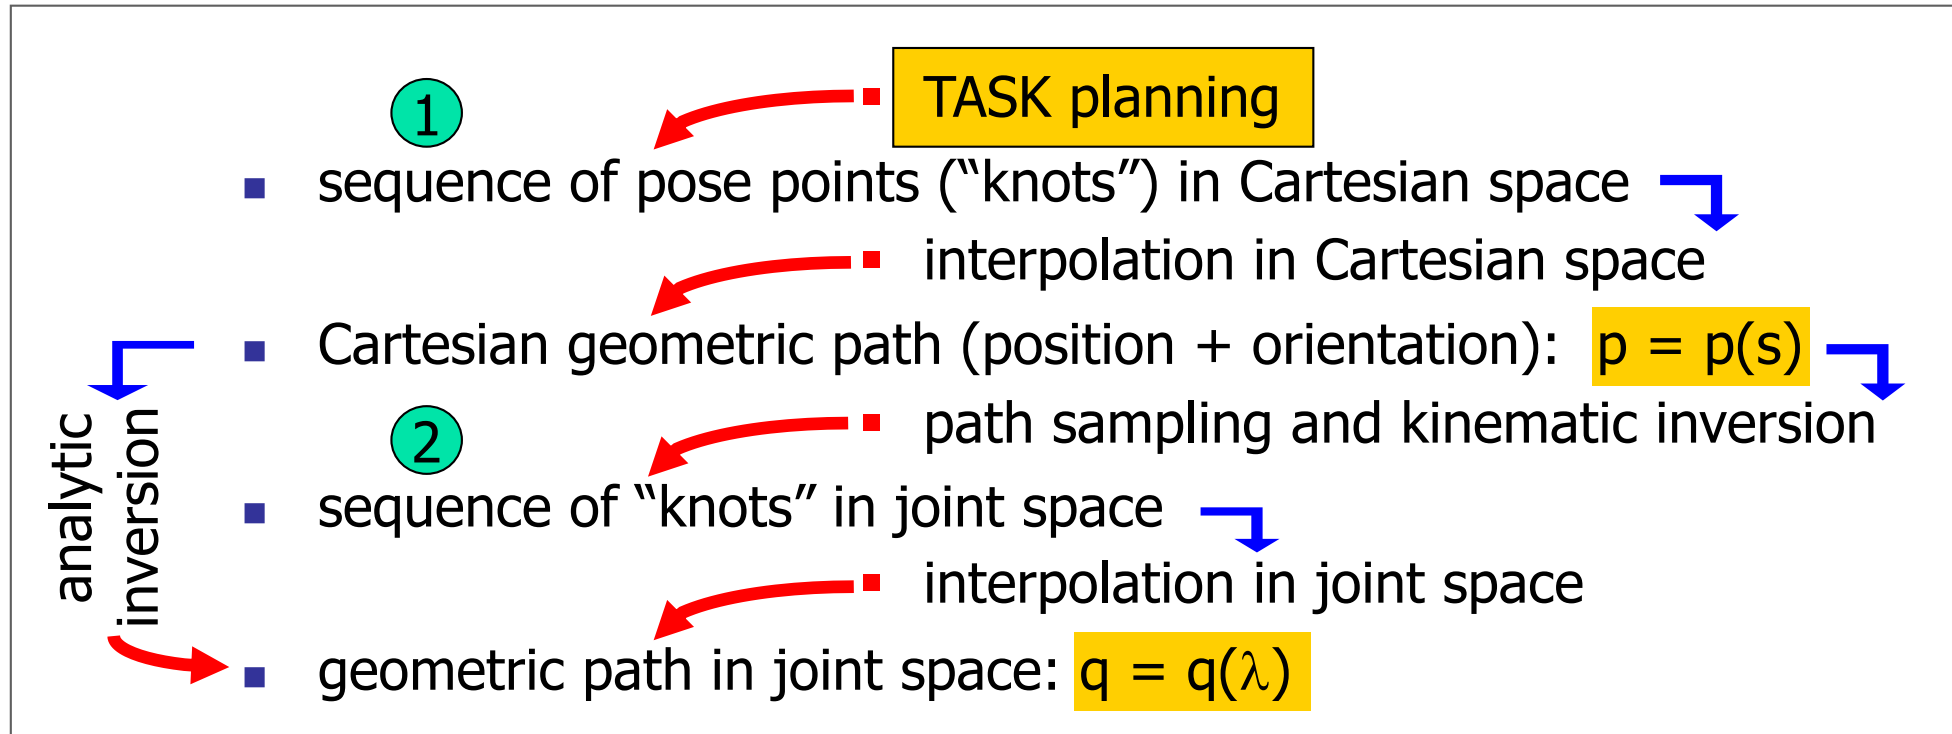 TASK planning
1
sequence of pose points (“knots”) in Cartesian space
interpolation in Cartesian space
Cartesian geometric path (position + orientation): p = p(s)
path sampling and kinematic inversion
2
sequence of “knots” in joint space
interpolation in joint space
geometric path in joint space: q = q(λ)
analytic
inversion